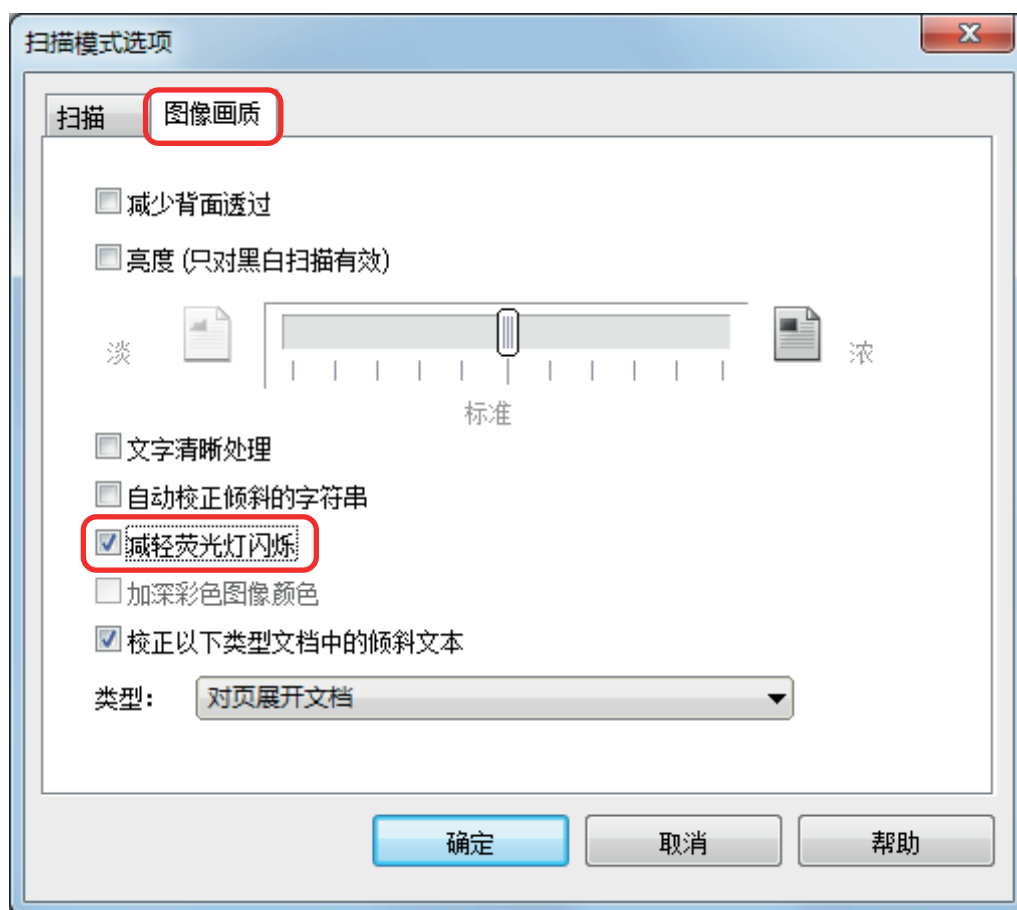 扫描模式选项
扫描 图像画质
减少背面透过
亮度 (只对黑白扫描有效)
淡 浓
标准
文字清晰处理
自动校正倾斜的字符串
减轻荧光灯闪烁
加深彩色图像颜色
校正以下类型文档中的倾斜文本
类型： 对页展开文档
确定 取消 帮助